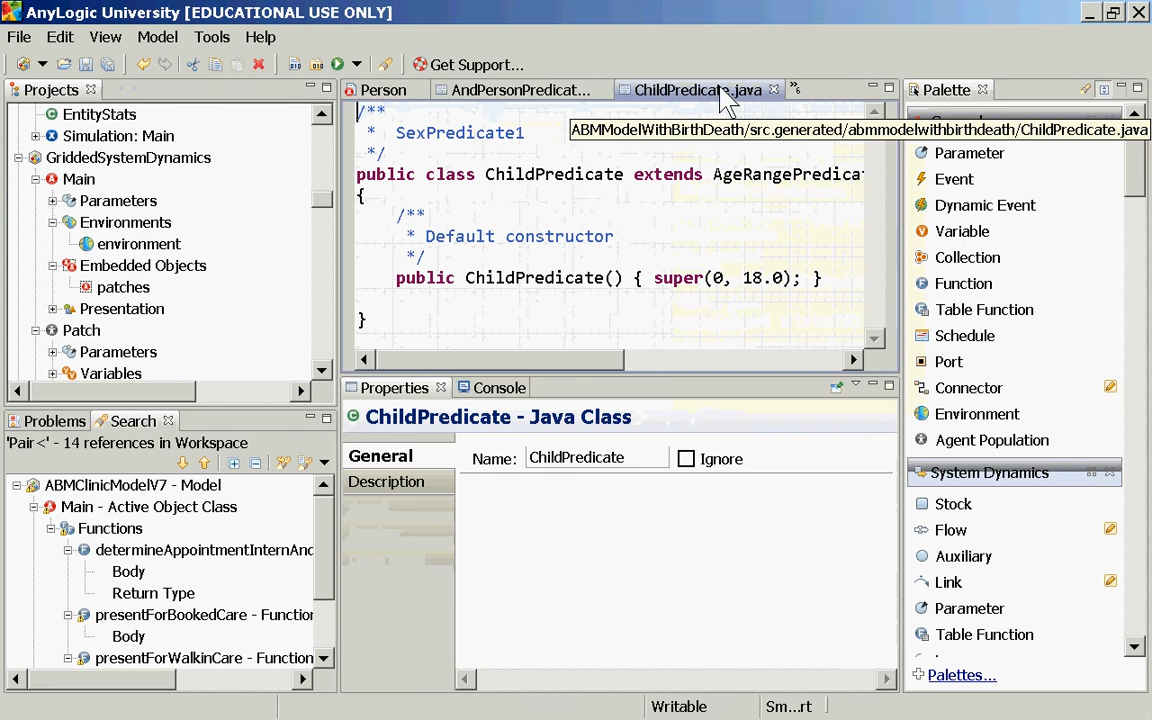 AnyLogic University [EDUCATIONAL USE ONLY]
File Edit View Model Tools Help
Get Support...
Projects
EntityStats
Simulation: Main
GriddedSystemDynamics
Main
Parameters
Environments
environment
Embedded Objects
patches
Presentation
Patch
Parameters
Variables
Problems Search
'Pair<' - 14 references in Workspace
ABMClinicModelV7 - Model
Main - Active Object Class
Functions
determineAppointmentInternAnd
Body
Return Type
presentForBookedCare - Function
Body
presentForWalkinCare - Function
Person AndPersonPredicat... ChildPredicate.java
ABMModelWithBirthDeath/src.generated/abmmodelwithbirthdeath/ChildPredicate.java
/**
* SexPredicate1
*/
public class ChildPredicate extends AgeRangePredicat
{
/**
* Default constructor
*/
public ChildPredicate() { super(0, 18.0); }
}
Properties Console
ChildPredicate - Java Class
General
Description
Name: ChildPredicate Ignore
Palette
Parameter
Event
Dynamic Event
Variable
Collection
Function
Table Function
Schedule
Port
Connector
Environment
Agent Population
System Dynamics
Stock
Flow
Auxiliary
Link
Parameter
Table Function
Palettes...
Writable Sm...rt